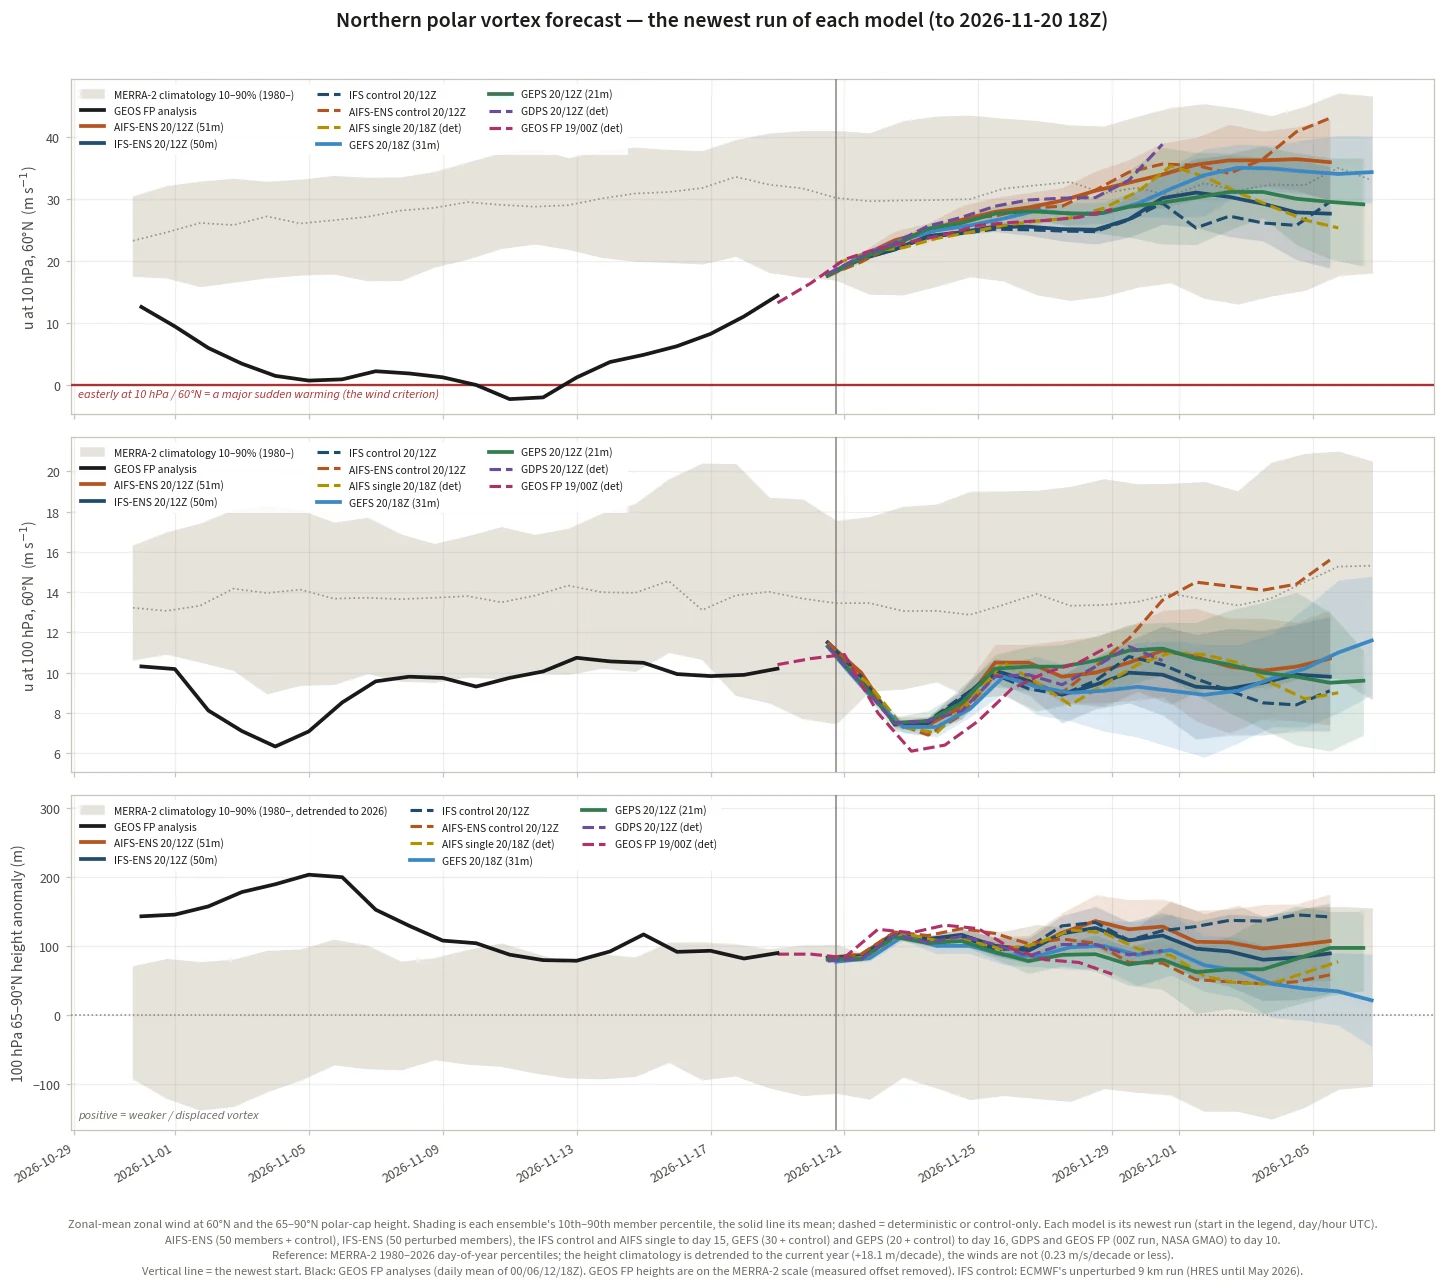 Northern polar vortex forecast — the newest run of each model (to 2026-11-20 18Z)
MERRA-2 climatology 10–90% (1980–)
GEOS FP analysis
AIFS-ENS 20/12Z (51m)
IFS-ENS 20/12Z (50m)
IFS control 20/12Z
AIFS-ENS control 20/12Z
AIFS single 20/18Z (det)
GEFS 20/18Z (31m)
GEPS 20/12Z (21m)
GDPS 20/12Z (det)
GEOS FP 19/00Z (det)
u at 10 hPa, 60°N (m s⁻¹)
40
30
20
10
0
easterly at 10 hPa / 60°N = a major sudden warming (the wind criterion)
MERRA-2 climatology 10–90% (1980–)
GEOS FP analysis
AIFS-ENS 20/12Z (51m)
IFS-ENS 20/12Z (50m)
IFS control 20/12Z
AIFS-ENS control 20/12Z
AIFS single 20/18Z (det)
GEFS 20/18Z (31m)
GEPS 20/12Z (21m)
GDPS 20/12Z (det)
GEOS FP 19/00Z (det)
u at 100 hPa, 60°N (m s⁻¹)
20
18
16
14
12
10
8
6
MERRA-2 climatology 10–90% (1980–, detrended to 2026)
GEOS FP analysis
AIFS-ENS 20/12Z (51m)
IFS-ENS 20/12Z (50m)
IFS control 20/12Z
AIFS-ENS control 20/12Z
AIFS single 20/18Z (det)
GEFS 20/18Z (31m)
GEPS 20/12Z (21m)
GDPS 20/12Z (det)
GEOS FP 19/00Z (det)
100 hPa 65–90°N height anomaly (m)
300
200
100
0
−100
positive = weaker / displaced vortex
2026-10-29
2026-11-01
2026-11-05
2026-11-09
2026-11-13
2026-11-17
2026-11-21
2026-11-25
2026-11-29
2026-12-01
2026-12-05
Zonal-mean zonal wind at 60°N and the 65–90°N polar-cap height. Shading is each ensemble's 10th–90th member percentile, the solid line its mean; dashed = deterministic or control-only. Each model is its newest run (start in the legend, day/hour UTC).
AIFS-ENS (50 members + control), IFS-ENS (50 perturbed members), the IFS control and AIFS single to day 15, GEFS (30 + control) and GEPS (20 + control) to day 16, GDPS and GEOS FP (00Z run, NASA GMAO) to day 10.
Reference: MERRA-2 1980–2026 day-of-year percentiles; the height climatology is detrended to the current year (+18.1 m/decade), the winds are not (0.23 m/s/decade or less).
Vertical line = the newest start. Black: GEOS FP analyses (daily mean of 00/06/12/18Z). GEOS FP heights are on the MERRA-2 scale (measured offset removed). IFS control: ECMWF's unperturbed 9 km run (HRES until May 2026).